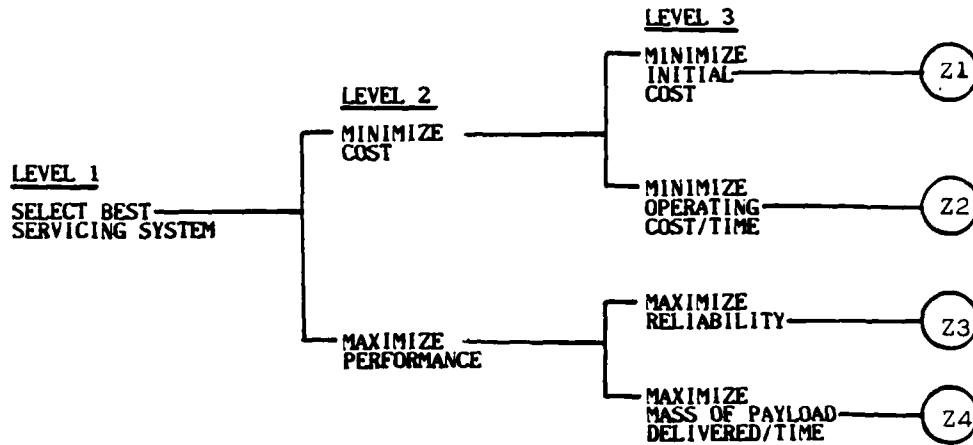 LEVEL 3
MINIMIZE
INITIAL
COST
Z1
LEVEL 2
MINIMIZE
COST
LEVEL 1
SELECT BEST
SERVICING SYSTEM
MINIMIZE
OPERATING
COST/TIME
Z2
MAXIMIZE
RELIABILITY
Z3
MAXIMIZE
PERFORMANCE
MAXIMIZE
MASS OF PAYLOAD
DELIVERED/TIME
Z4